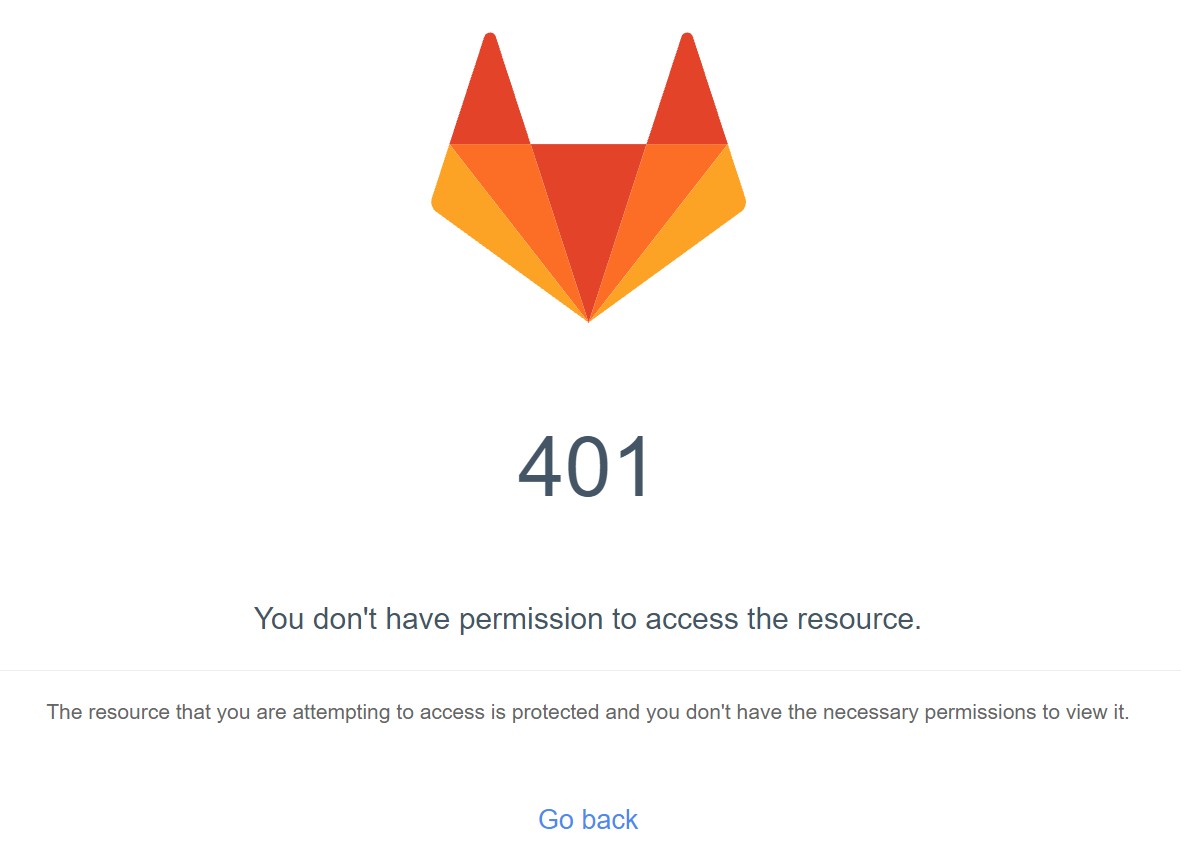 401
You don't have permission to access the resource.
The resource that you are attempting to access is protected and you don't have the necessary permissions to view it.
Go back